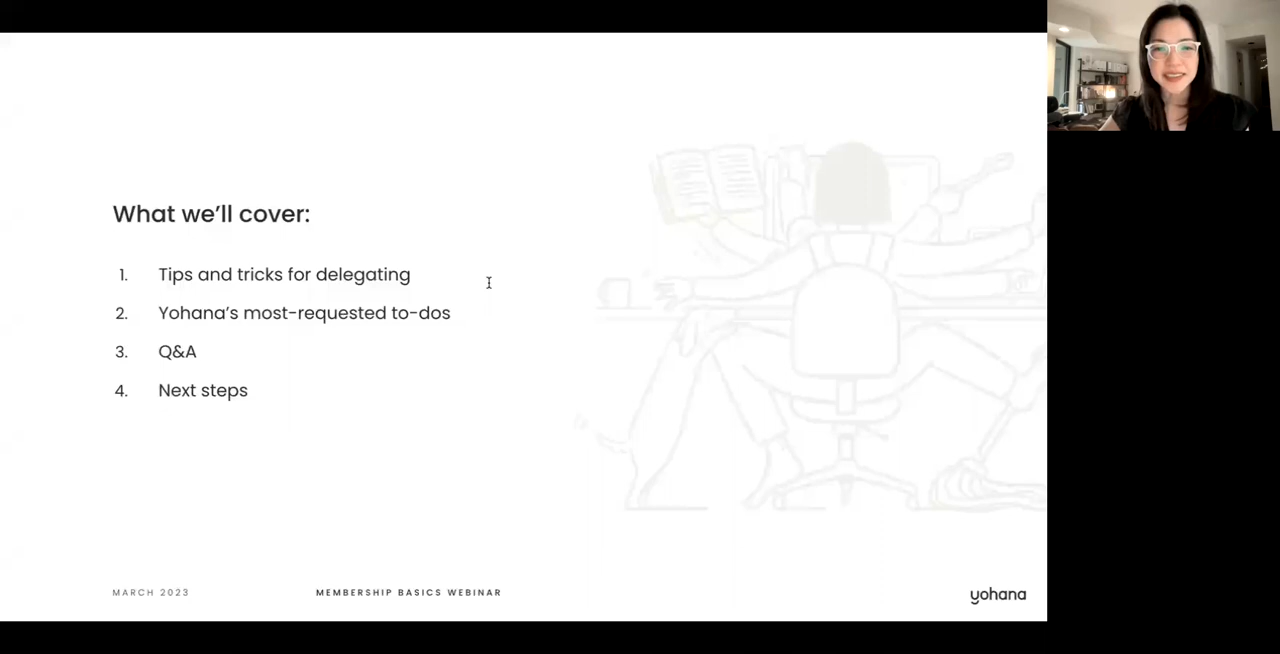 What we'll cover:
1. Tips and tricks for delegating
2. Yohana's most-requested to-dos
3. Q&A
4. Next steps
MARCH 2023 MEMBERSHIP BASICS WEBINAR yohana